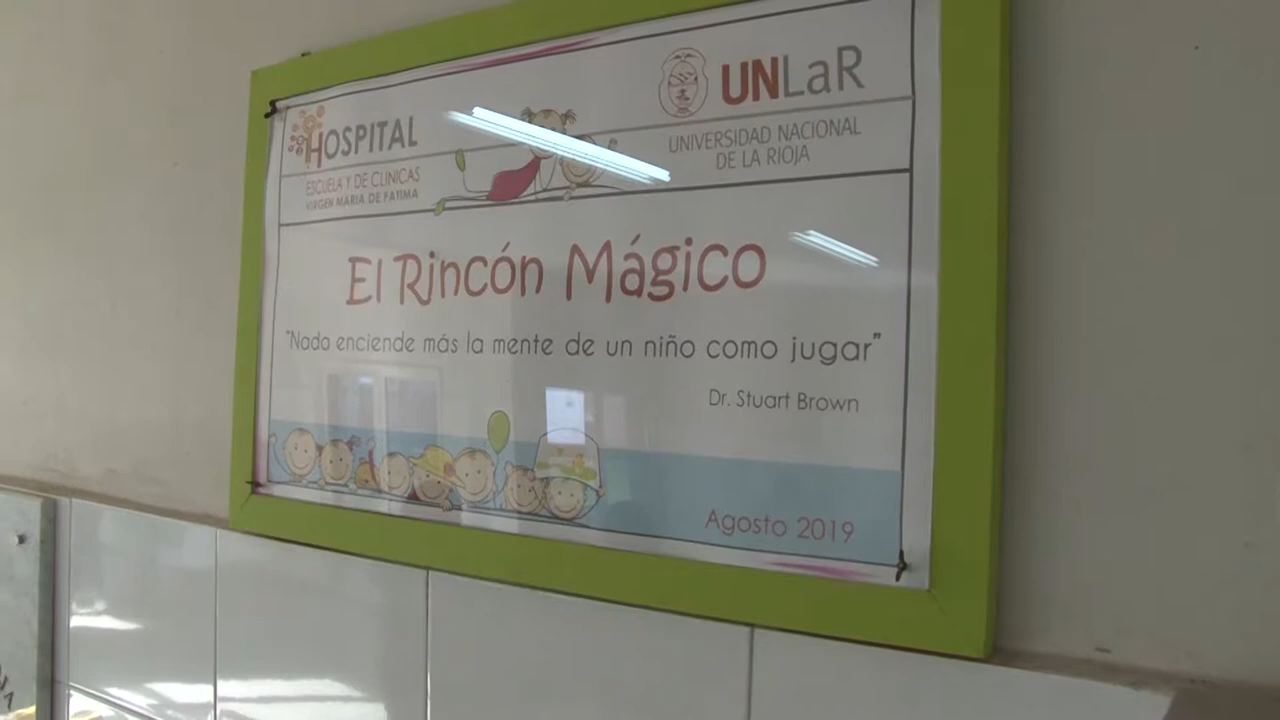 HOSPITAL
ESCUELA Y DE CLINICAS
VIRGEN MARIA DE FATIMA
UNLaR
UNIVERSIDAD NACIONAL
DE LA RIOJA
El Rincón Mágico
"Nada enciende más la mente de un niño como jugar"
Dr. Stuart Brown
Agosto 2019